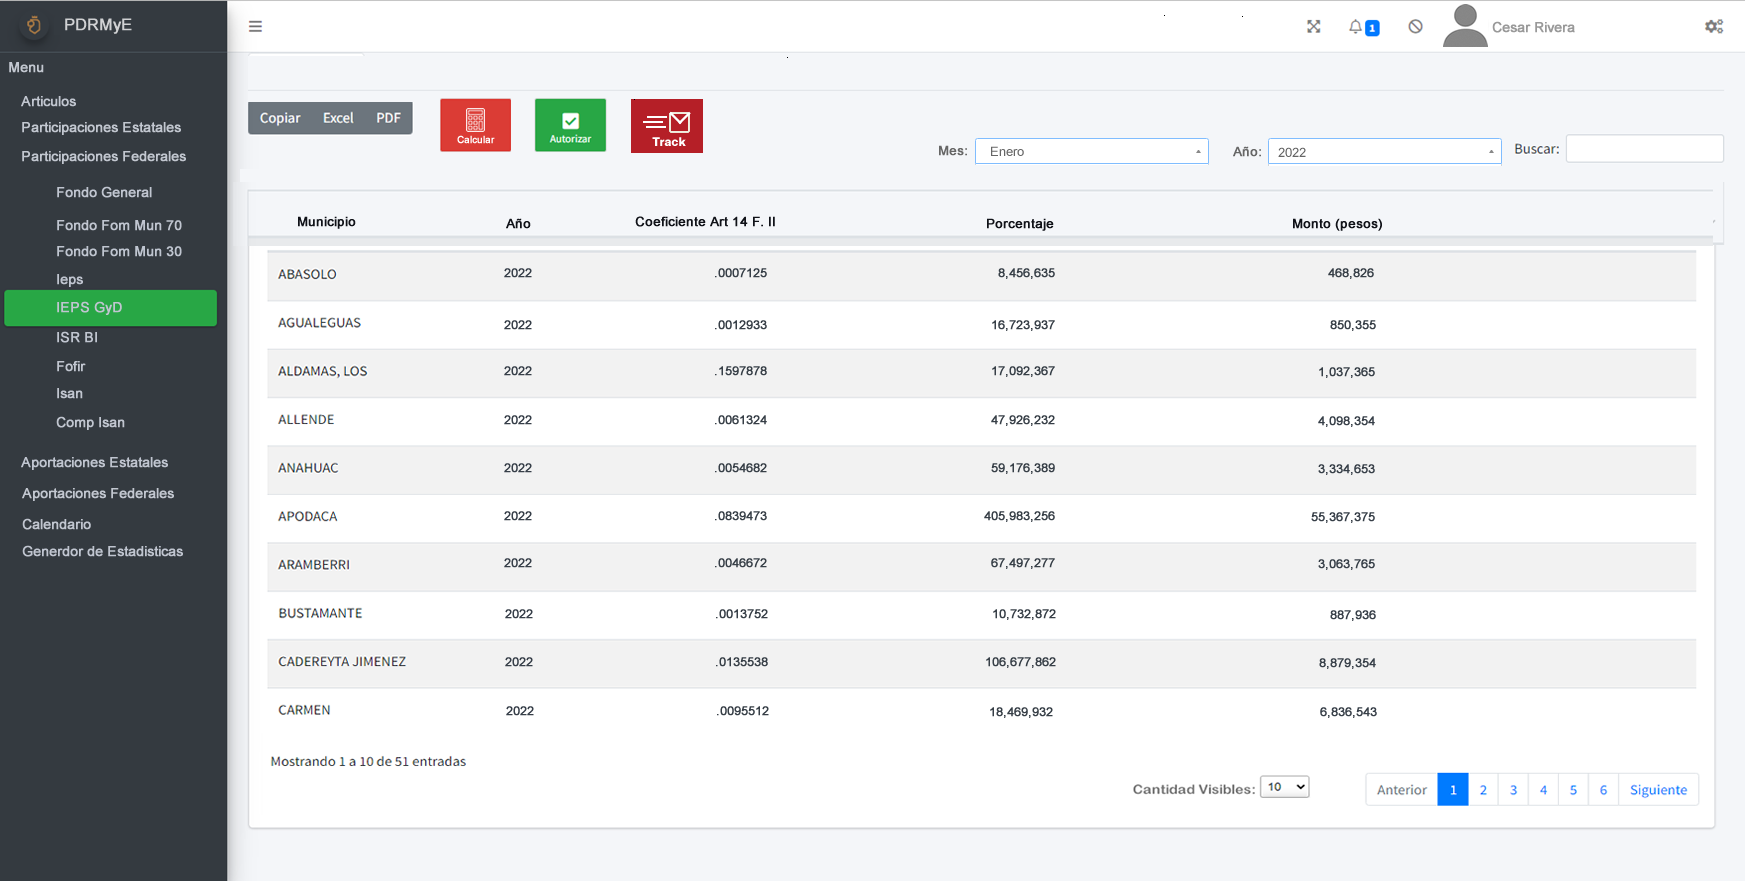 PDRMyE
1
Cesar Rivera
Menu
Articulos
Participaciones Estatales
Participaciones Federales
Fondo General
Fondo Fom Mun 70
Fondo Fom Mun 30
Ieps
IEPS GyD
ISR BI
Fofir
Isan
Comp Isan
Aportaciones Estatales
Aportaciones Federales
Calendario
Generdor de Estadisticas
Copiar Excel PDF
Calcular
Autorizar
Track
Mes: Enero Año: 2022 Buscar:
Municipio Año Coeficiente Art 14 F. II Porcentaje Monto (pesos)
ABASOLO 2022 .0007125 8,456,635 468,826
AGUALEGUAS 2022 .0012933 16,723,937 850,355
ALDAMAS, LOS 2022 .1597878 17,092,367 1,037,365
ALLENDE 2022 .0061324 47,926,232 4,098,354
ANAHUAC 2022 .0054682 59,176,389 3,334,653
APODACA 2022 .0839473 405,983,256 55,367,375
ARAMBERRI 2022 .0046672 67,497,277 3,063,765
BUSTAMANTE 2022 .0013752 10,732,872 887,936
CADEREYTA JIMENEZ 2022 .0135538 106,677,862 8,879,354
CARMEN 2022 .0095512 18,469,932 6,836,543
Mostrando 1 a 10 de 51 entradas
Cantidad Visibles: 10
Anterior 1 2 3 4 5 6 Siguiente